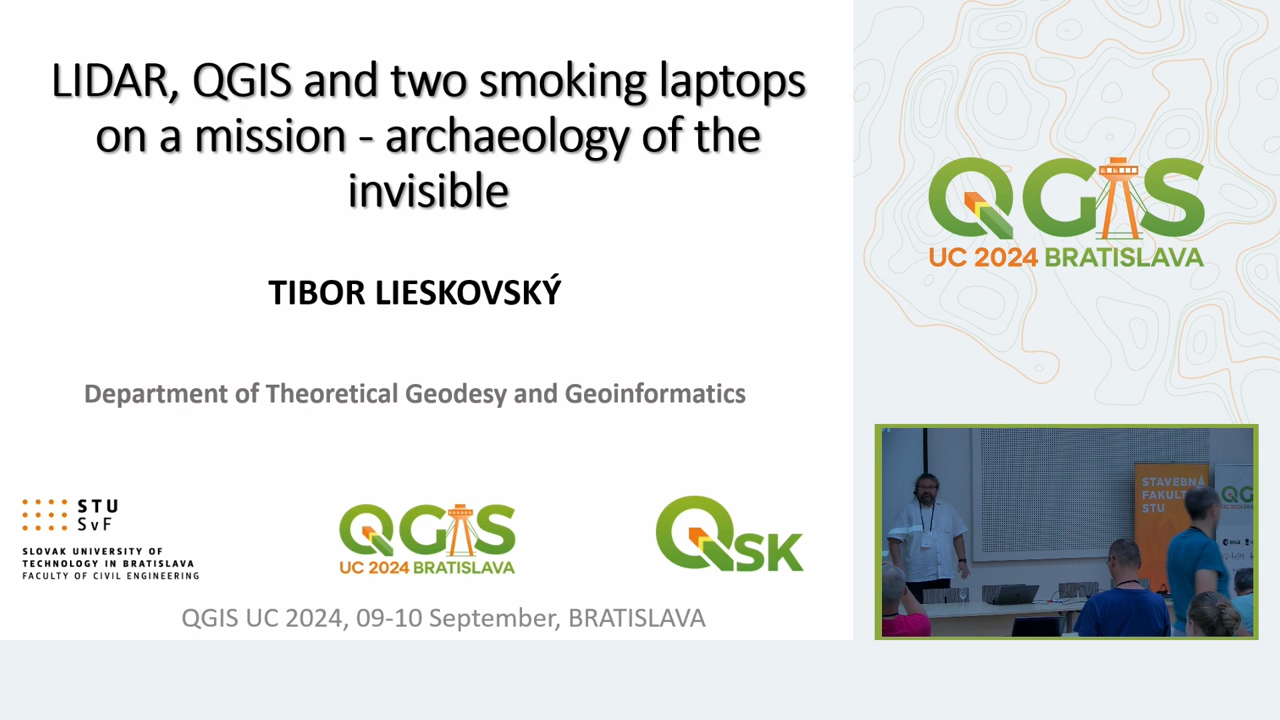 LIDAR, QGIS and two smoking laptops
on a mission - archaeology of the
invisible
TIBOR LIESKOVSKÝ
Department of Theoretical Geodesy and Geoinformatics
STU
SvF
SLOVAK UNIVERSITY OF
TECHNOLOGY IN BRATISLAVA
FACULTY OF CIVIL ENGINEERING
QGIS
UC 2024 BRATISLAVA
QSK
QGIS UC 2024, 09-10 September, BRATISLAVA
QGIS
UC 2024 BRATISLAVA
STAVEBNÁ
STU
QG
esa